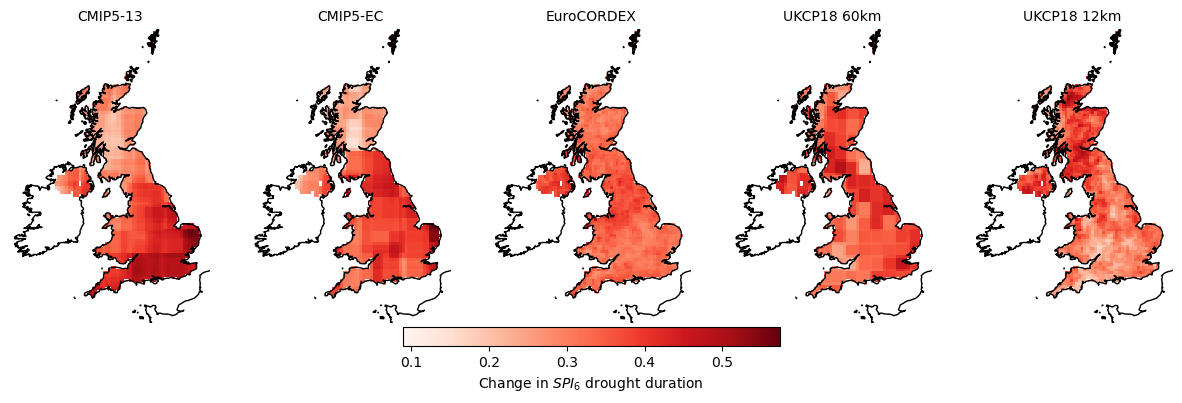 CMIP5-13 CMIP5-EC EuroCORDEX UKCP18 60km UKCP18 12km
0.1 0.2 0.3 0.4 0.5
Change in SPI₆ drought duration